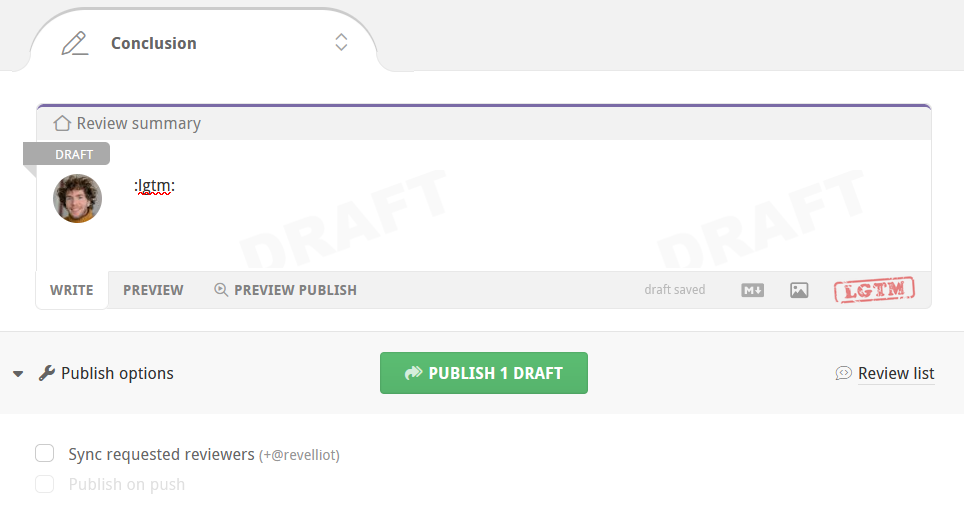 Conclusion
Review summary
DRAFT
:lgtm:
DRAFT DRAFT
WRITE PREVIEW PREVIEW PUBLISH draft saved M LGTM
Publish options PUBLISH 1 DRAFT Review list
Sync requested reviewers (+@revelliot)
Publish on push